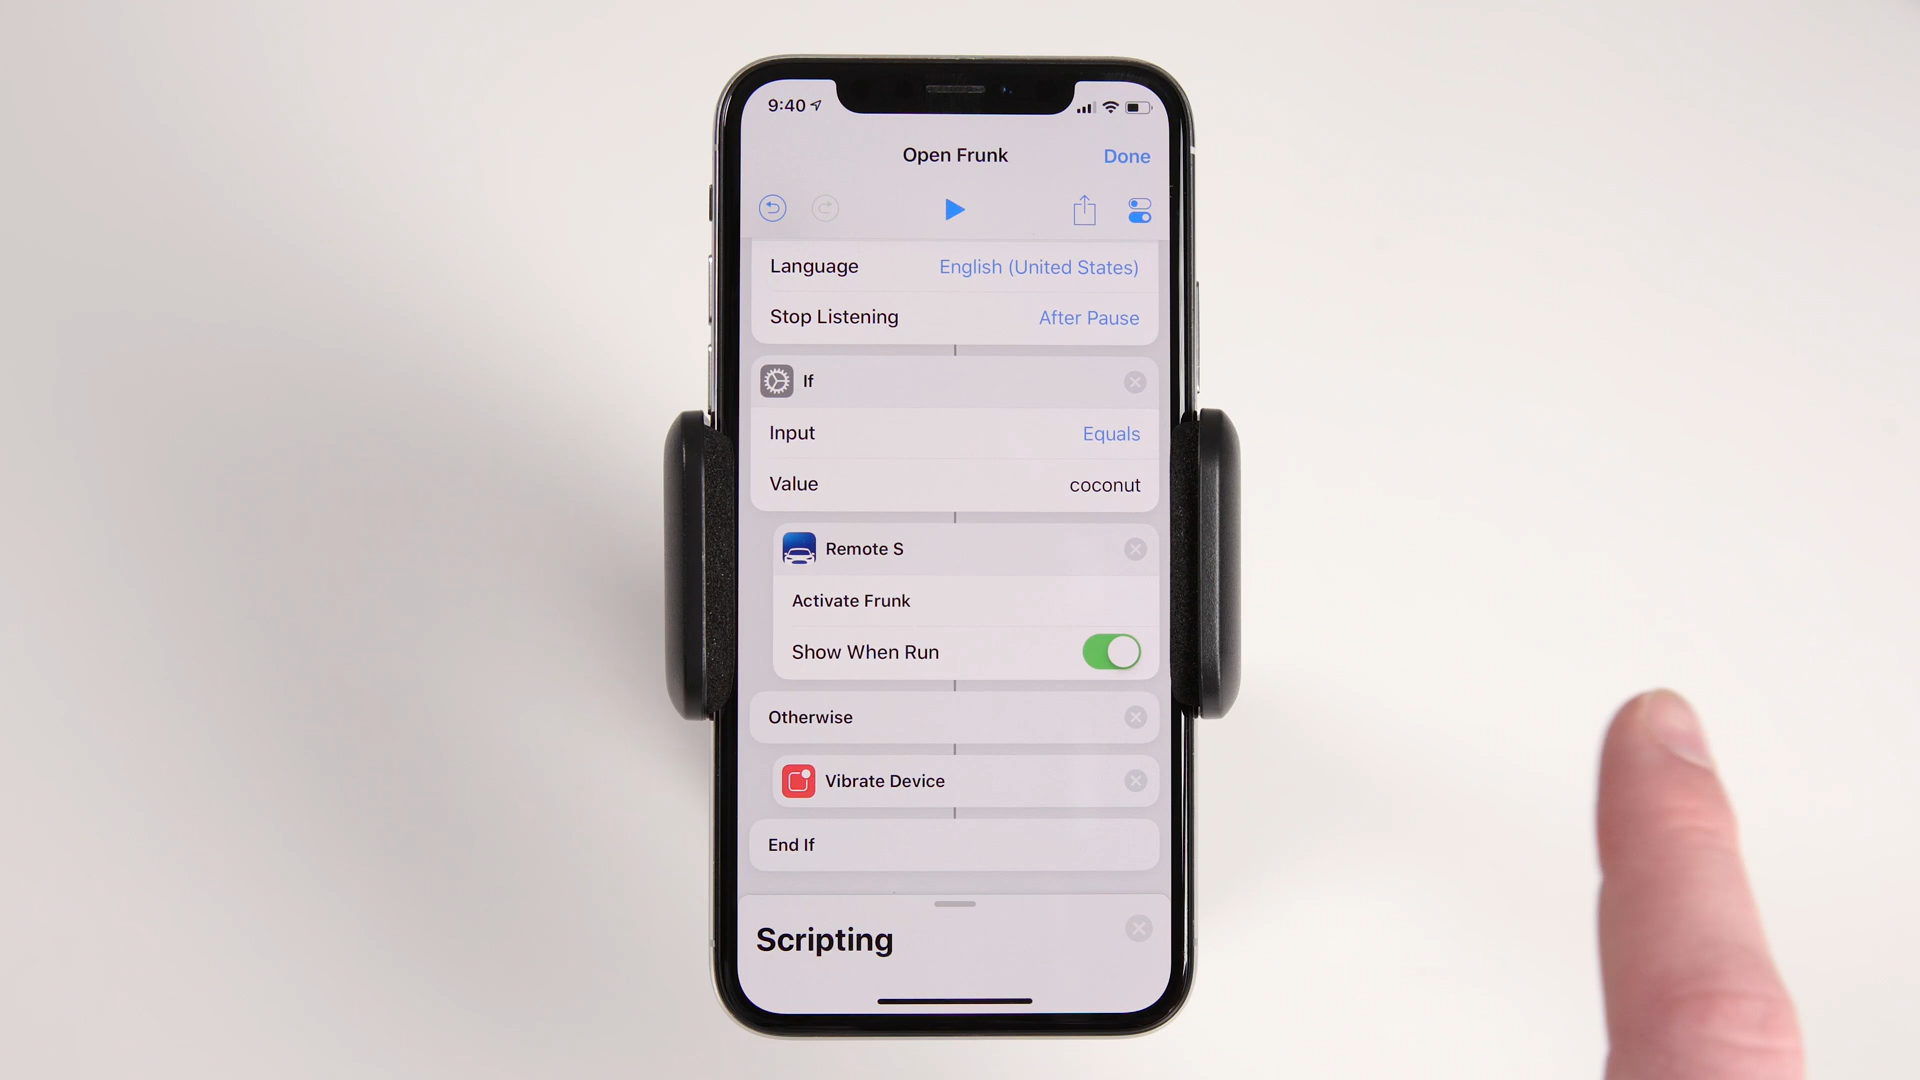 9:40
Open Frunk
Done
Language English (United States)
Stop Listening After Pause
If
Input Equals
Value coconut
Remote S
Activate Frunk
Show When Run
Otherwise
Vibrate Device
End If
Scripting